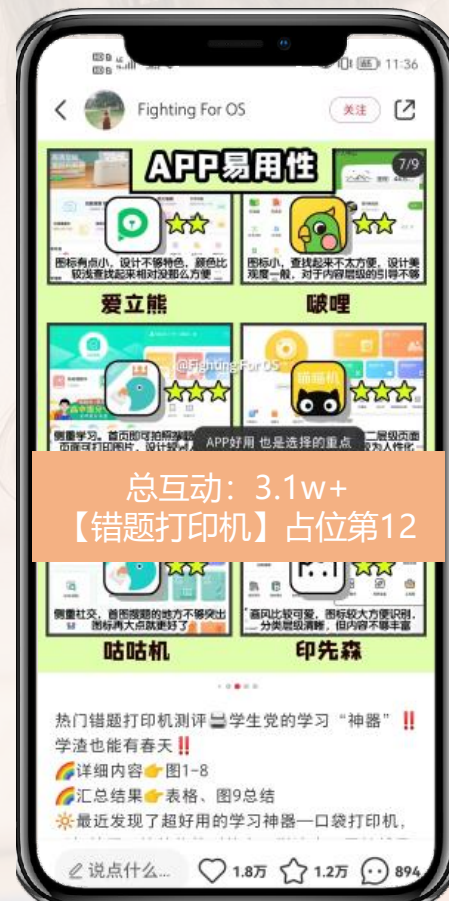 11:36
Fighting For OS
关注
APP易用性
7/9
图标有点小，设计不够特色，颜色比
较浅查找起来相对没那么方便
图标小，查找起来不太方便，设计美
观度一般，对于内容层级的引导不够
爱立熊
啵哩
@Fighting For OS
喵喵机
APP好用 也是选择的重点
总互动：3.1w+
【错题打印机】占位第12
侧重社交，首图搜题的地方不够突出
图标再大点就更好了
画风比较可爱，图标较大方便识别，
分类层级清晰，但内容不够丰富
咕咕机
印先森
热门错题打印机测评🖨学生党的学习“神器”‼
学渣也能有春天‼
🌈详细内容👉图1-8
🌈汇总结果👉表格、图9总结
🔆最近发现了超好用的学习神器—口袋打印机，
说点什么...
1.8万
1.2万
894